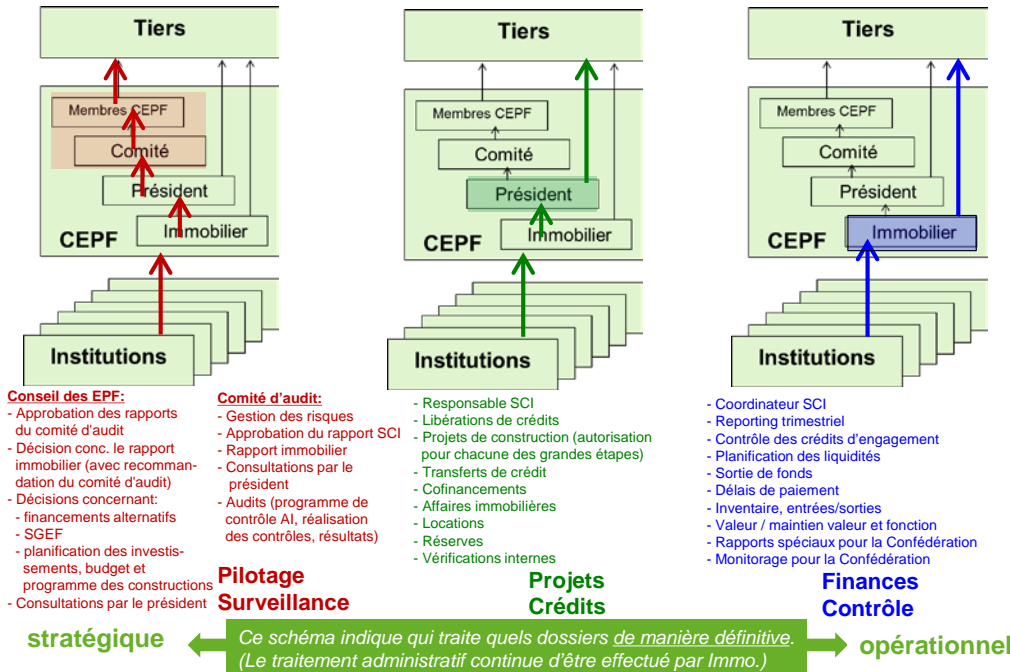 Tiers
Membres CEPF
Comité
Président
Immobilier
CEPF
Institutions
Tiers
Membres CEPF
Comité
Président
Immobilier
CEPF
Institutions
Tiers
Membres CEPF
Comité
Président
Immobilier
CEPF
Institutions
Conseil des EPF:
- Approbation des rapports
du comité d'audit
- Décision conc. le rapport
immobilier (avec recomman-
dation du comité d'audit)
- Décisions concernant:
- financements alternatifs
- SGEF
- planification des investis-
sements, budget et
programme des constructions
- Consultations par le président
Comité d'audit:
- Gestion des risques
- Approbation du rapport SCI
- Rapport immobilier
- Consultations par le
président
- Audits (programme de
contrôle AI, réalisation
des contrôles, résultats)
Pilotage
Surveillance
- Responsable SCI
- Libérations de crédits
- Projets de construction (autorisation
pour chacune des grandes étapes)
- Transferts de crédit
- Cofinancements
- Affaires immobilières
- Locations
- Réserves
- Vérifications internes
Projets
Crédits
- Coordinateur SCI
- Reporting trimestriel
- Contrôle des crédits d'engagement
- Planification des liquidités
- Sortie de fonds
- Délais de paiement
- Inventaire, entrées/sorties
- Valeur / maintien valeur et fonction
- Rapports spéciaux pour la Confédération
- Monitorage pour la Confédération
Finances
Contrôle
stratégique
Ce schéma indique qui traite quels dossiers de manière définitive.
(Le traitement administratif continue d'être effectué par Immo.)
opérationnel